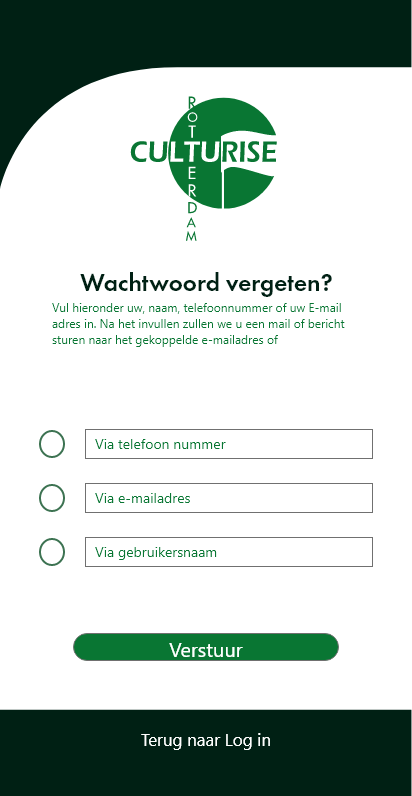 ROTTERDAM
CULTURISE
Wachtwoord vergeten?
Vul hieronder uw, naam, telefoonnummer of uw E-mail
adres in. Na het invullen zullen we u een mail of bericht
sturen naar het gekoppelde e-mailadres of
Via telefoon nummer
Via e-mailadres
Via gebruikersnaam
Verstuur
Terug naar Log in